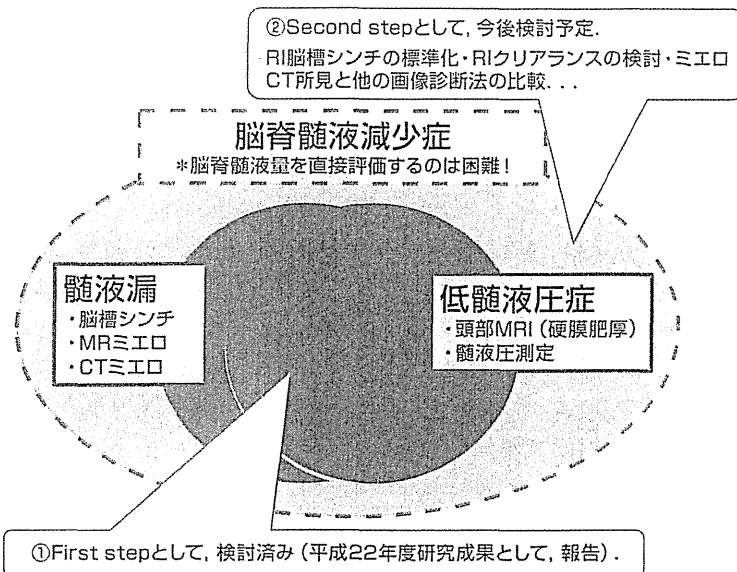 ②Second stepとして, 今後検討予定.
RI脳槽シンチの標準化・RIクリアランスの検討・ミエロ
CT所見と他の画像診断法の比較. . .
脳脊髄液減少症
*脳脊髄液量を直接評価するのは困難!
髄液漏
・脳槽シンチ
・MRミエロ
・CTミエロ
低髄液圧症
・頭部MRI（硬膜肥厚）
・髄液圧測定
①First stepとして, 検討済み（平成22年度研究成果として, 報告）.